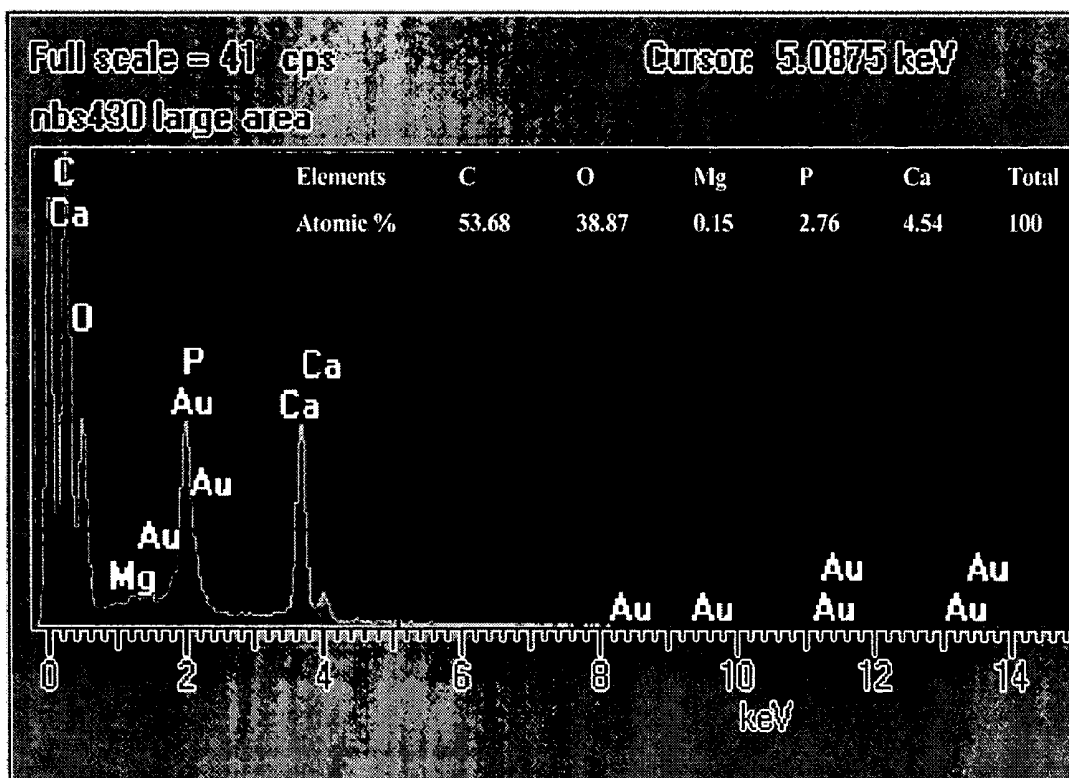 Full scale = 41 cps Cursor: 5.0875 keV
nbs430 large area
Elements C O Mg P Ca Total
Atomic % 53.68 38.87 0.15 2.76 4.54 100
C
Ca
O
P
Au
Au
Au
Mg
Ca
Ca
Au
Au
Au
Au
Au
Au
0 2 4 6 8 10 12 14
keV